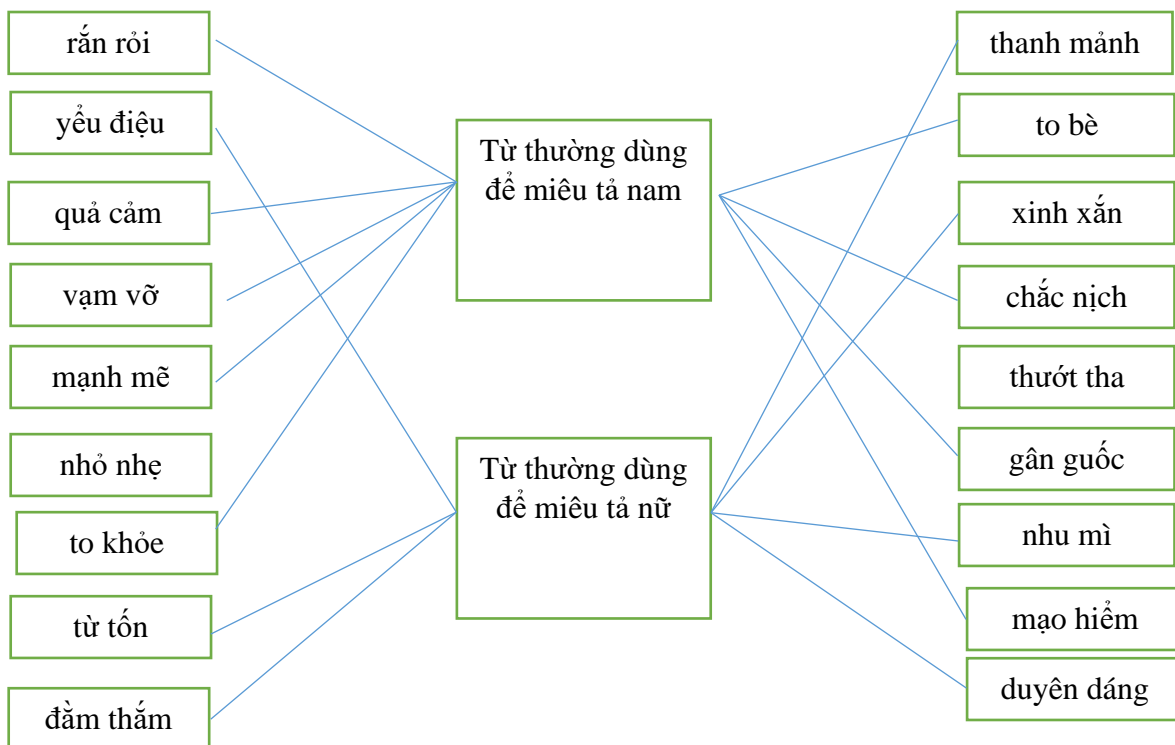 rắn rỏi
yểu điệu
quả cảm
vạm vỡ
mạnh mẽ
nhỏ nhẹ
to khỏe
từ tốn
đằm thắm
Từ thường dùng
để miêu tả nam
Từ thường dùng
để miêu tả nữ
thanh mảnh
to bè
xinh xắn
chắc nịch
thướt tha
gân guốc
nhu mì
mạo hiểm
duyên dáng